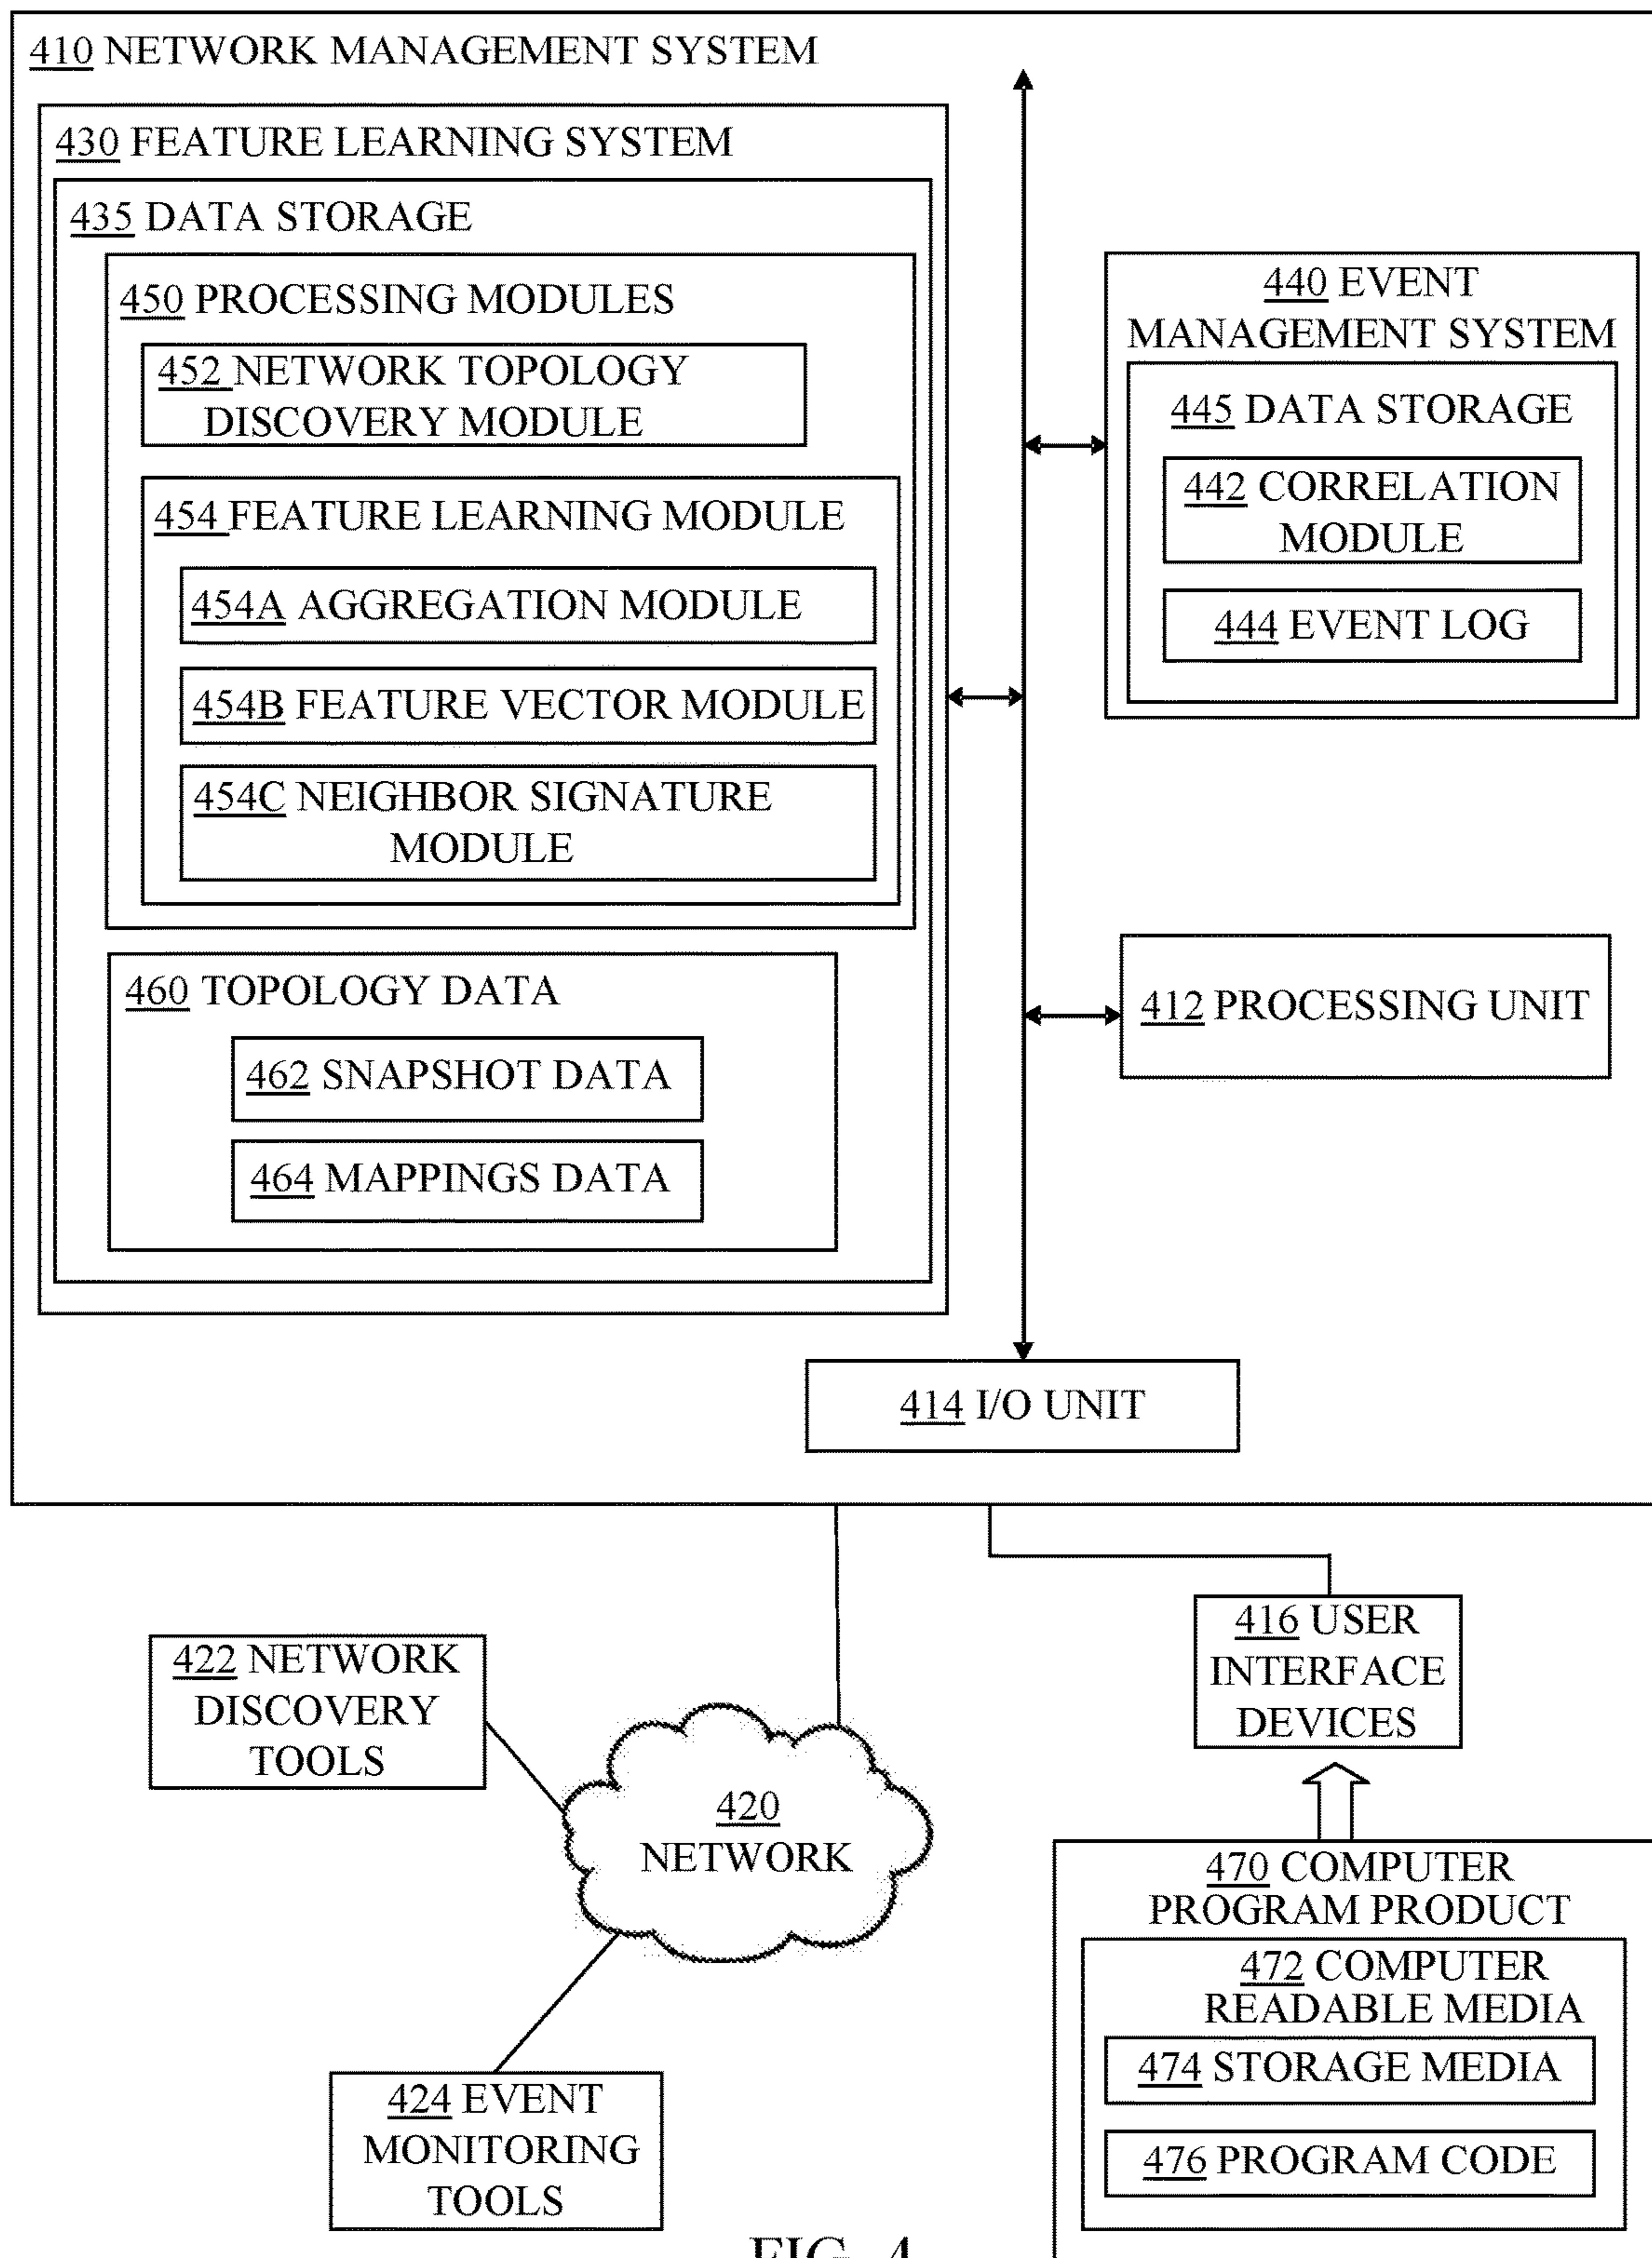 410 NETWORK MANAGEMENT SYSTEM
430 FEATURE LEARNING SYSTEM
435 DATA STORAGE
450 PROCESSING MODULES
452 NETWORK TOPOLOGY
DISCOVERY MODULE
454 FEATURE LEARNING MODULE
454A AGGREGATION MODULE
454B FEATURE VECTOR MODULE
454C NEIGHBOR SIGNATURE
MODULE
460 TOPOLOGY DATA
462 SNAPSHOT DATA
464 MAPPINGS DATA
440 EVENT
MANAGEMENT SYSTEM
445 DATA STORAGE
442 CORRELATION
MODULE
444 EVENT LOG
412 PROCESSING UNIT
414 I/O UNIT
416 USER
INTERFACE
DEVICES
422 NETWORK
DISCOVERY
TOOLS
420
NETWORK
424 EVENT
MONITORING
TOOLS
470 COMPUTER
PROGRAM PRODUCT
472 COMPUTER
READABLE MEDIA
474 STORAGE MEDIA
476 PROGRAM CODE
FIG. 4